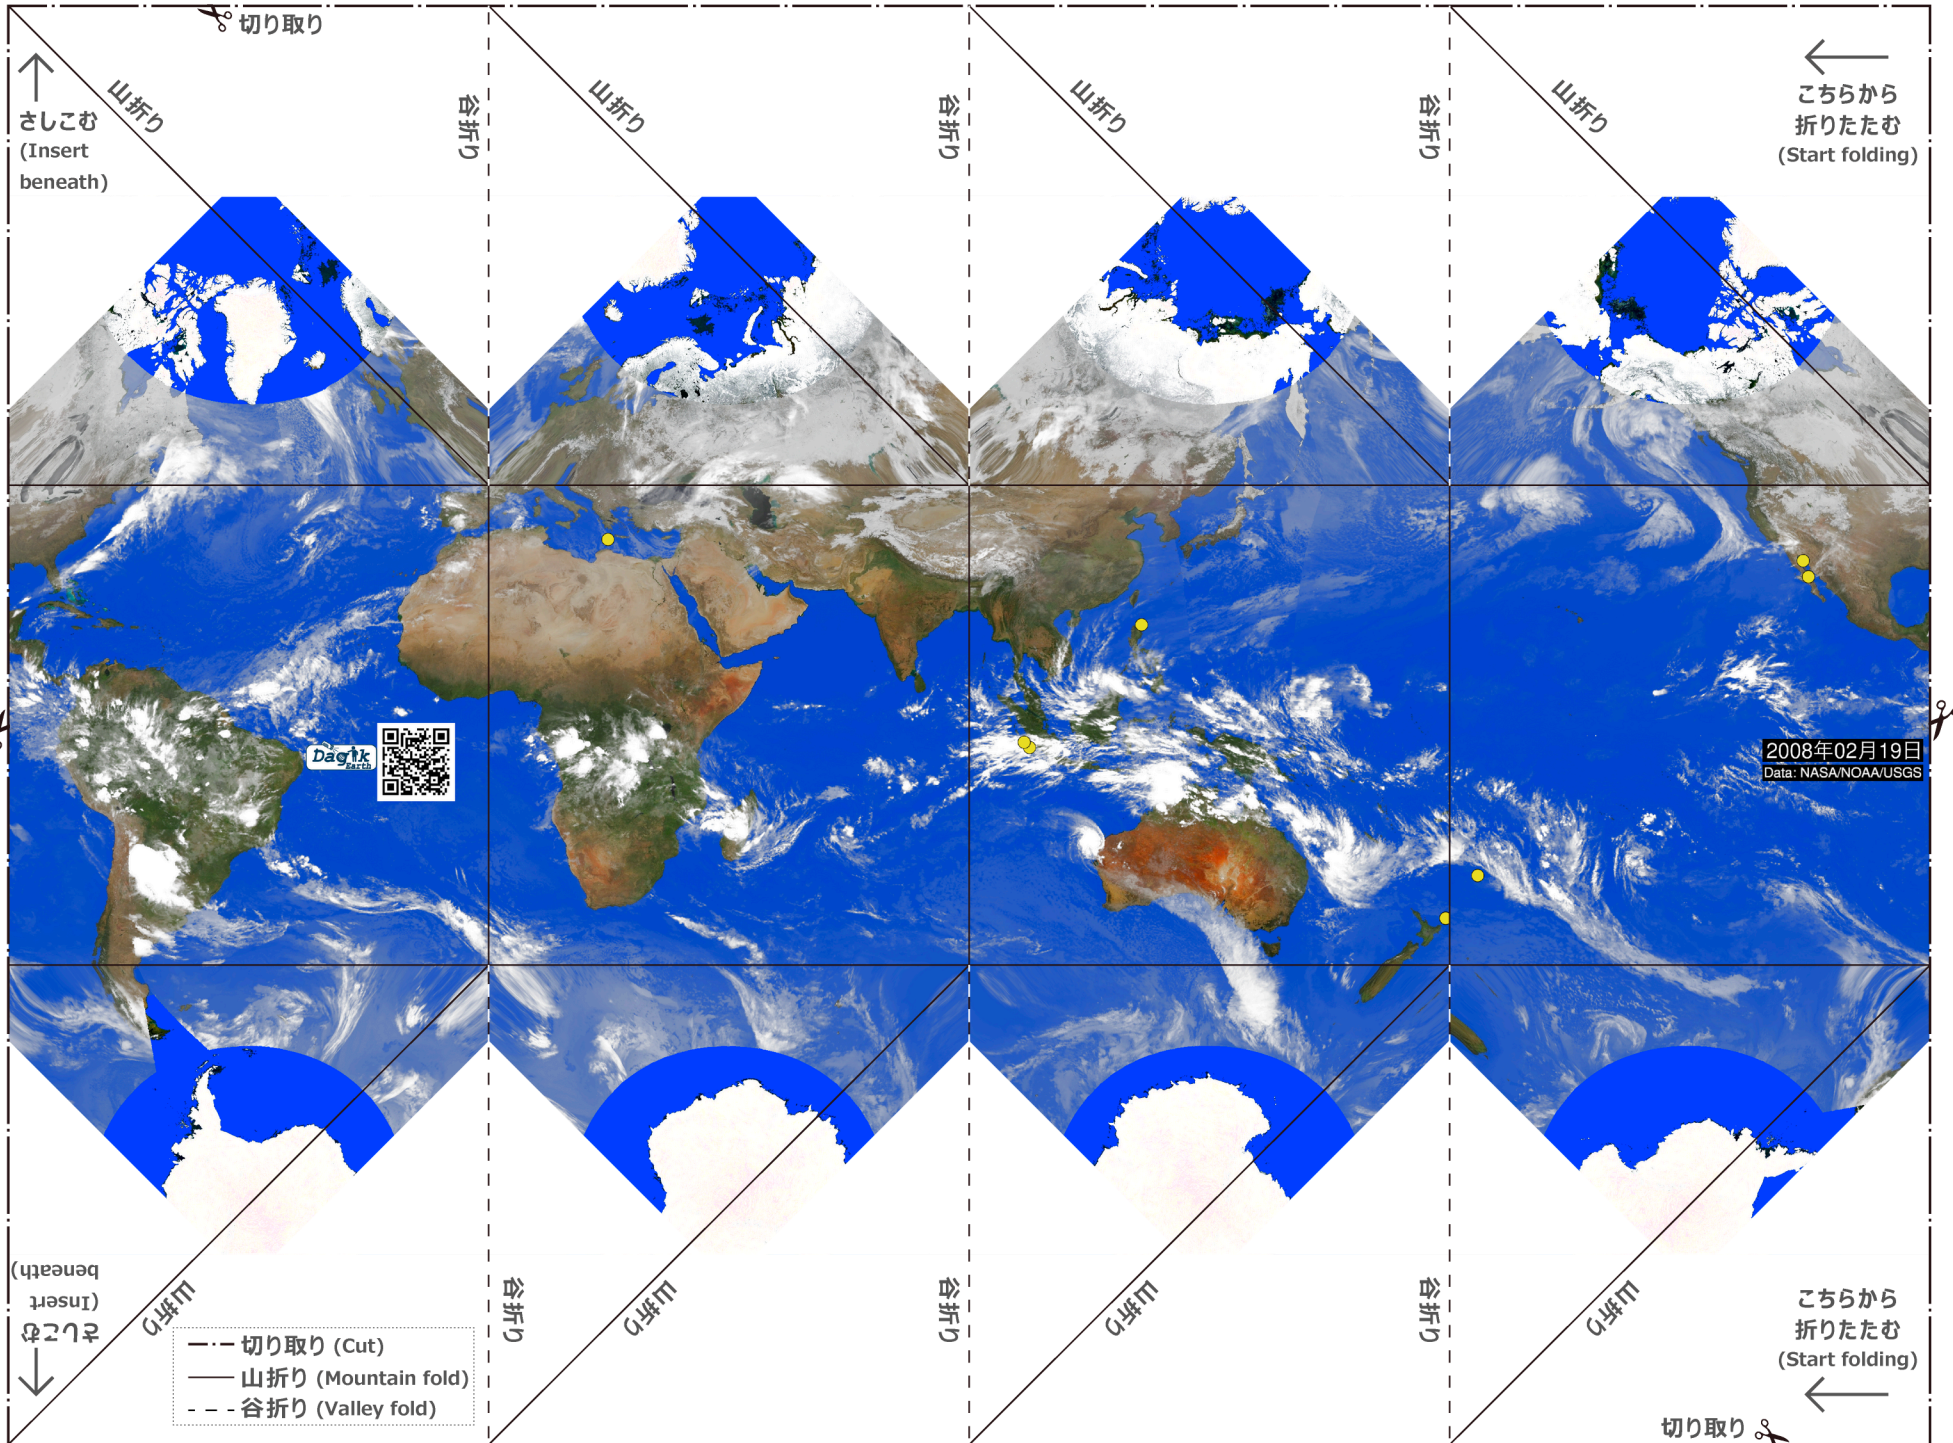 切り取り
山折り
谷折り
山折り
谷折り
山折り
谷折り
山折り
さしこむ
(Insert
beneath)
こちらから
折りたたむ
(Start folding)
Dagik
Earth
2008年02月19日
Data: NASA/NOAA/USGS
さしこむ
(Insert
beneath)
山折り
谷折り
山折り
谷折り
山折り
谷折り
山折り
こちらから
折りたたむ
(Start folding)
切り取り (Cut)
山折り (Mountain fold)
谷折り (Valley fold)
切り取り